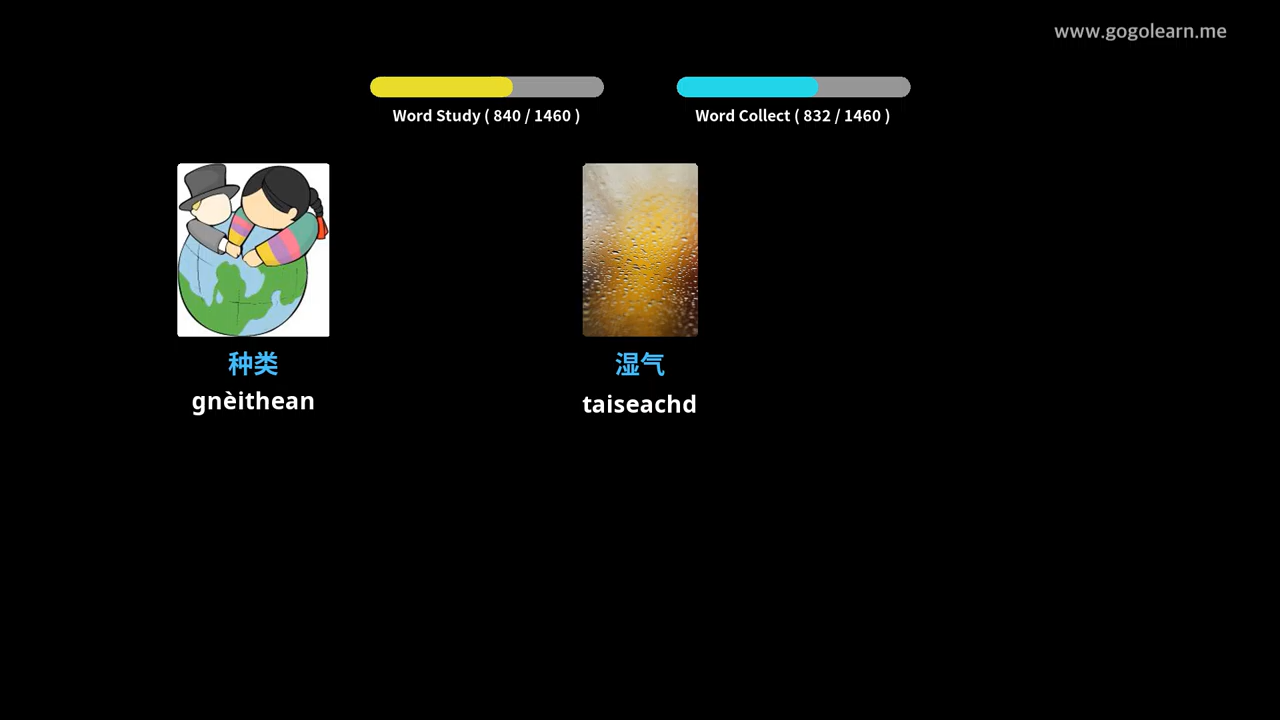 www.gogolearn.me
Word Study ( 840 / 1460 )
Word Collect ( 832 / 1460 )
种类
gnèithean
湿气
taiseachd